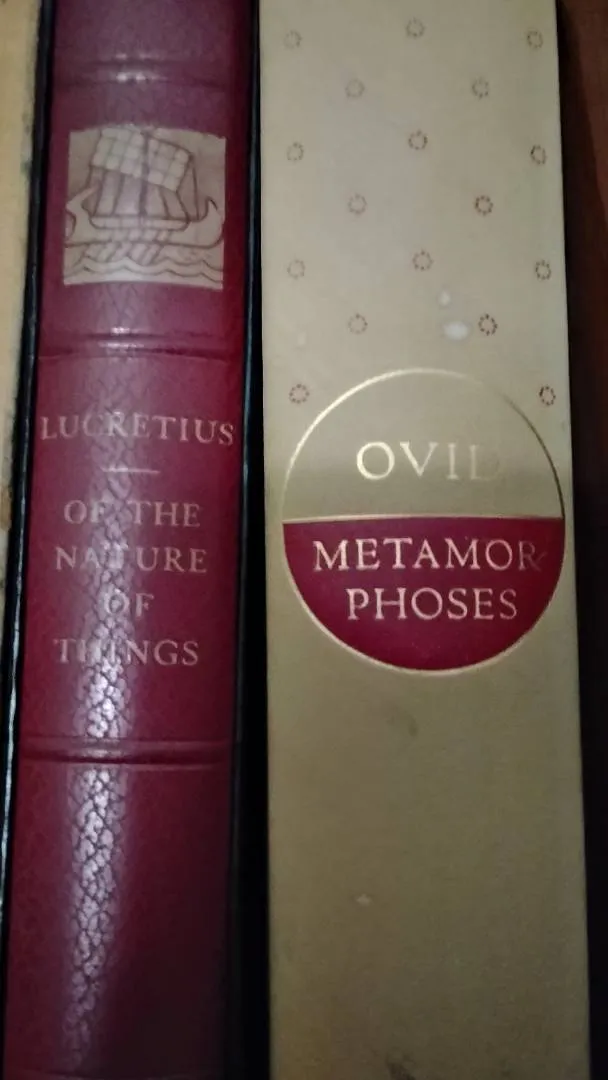 LUCRETIUS
OF THE
NATURE
OF
THINGS
OVID
METAMOR-
PHOSES